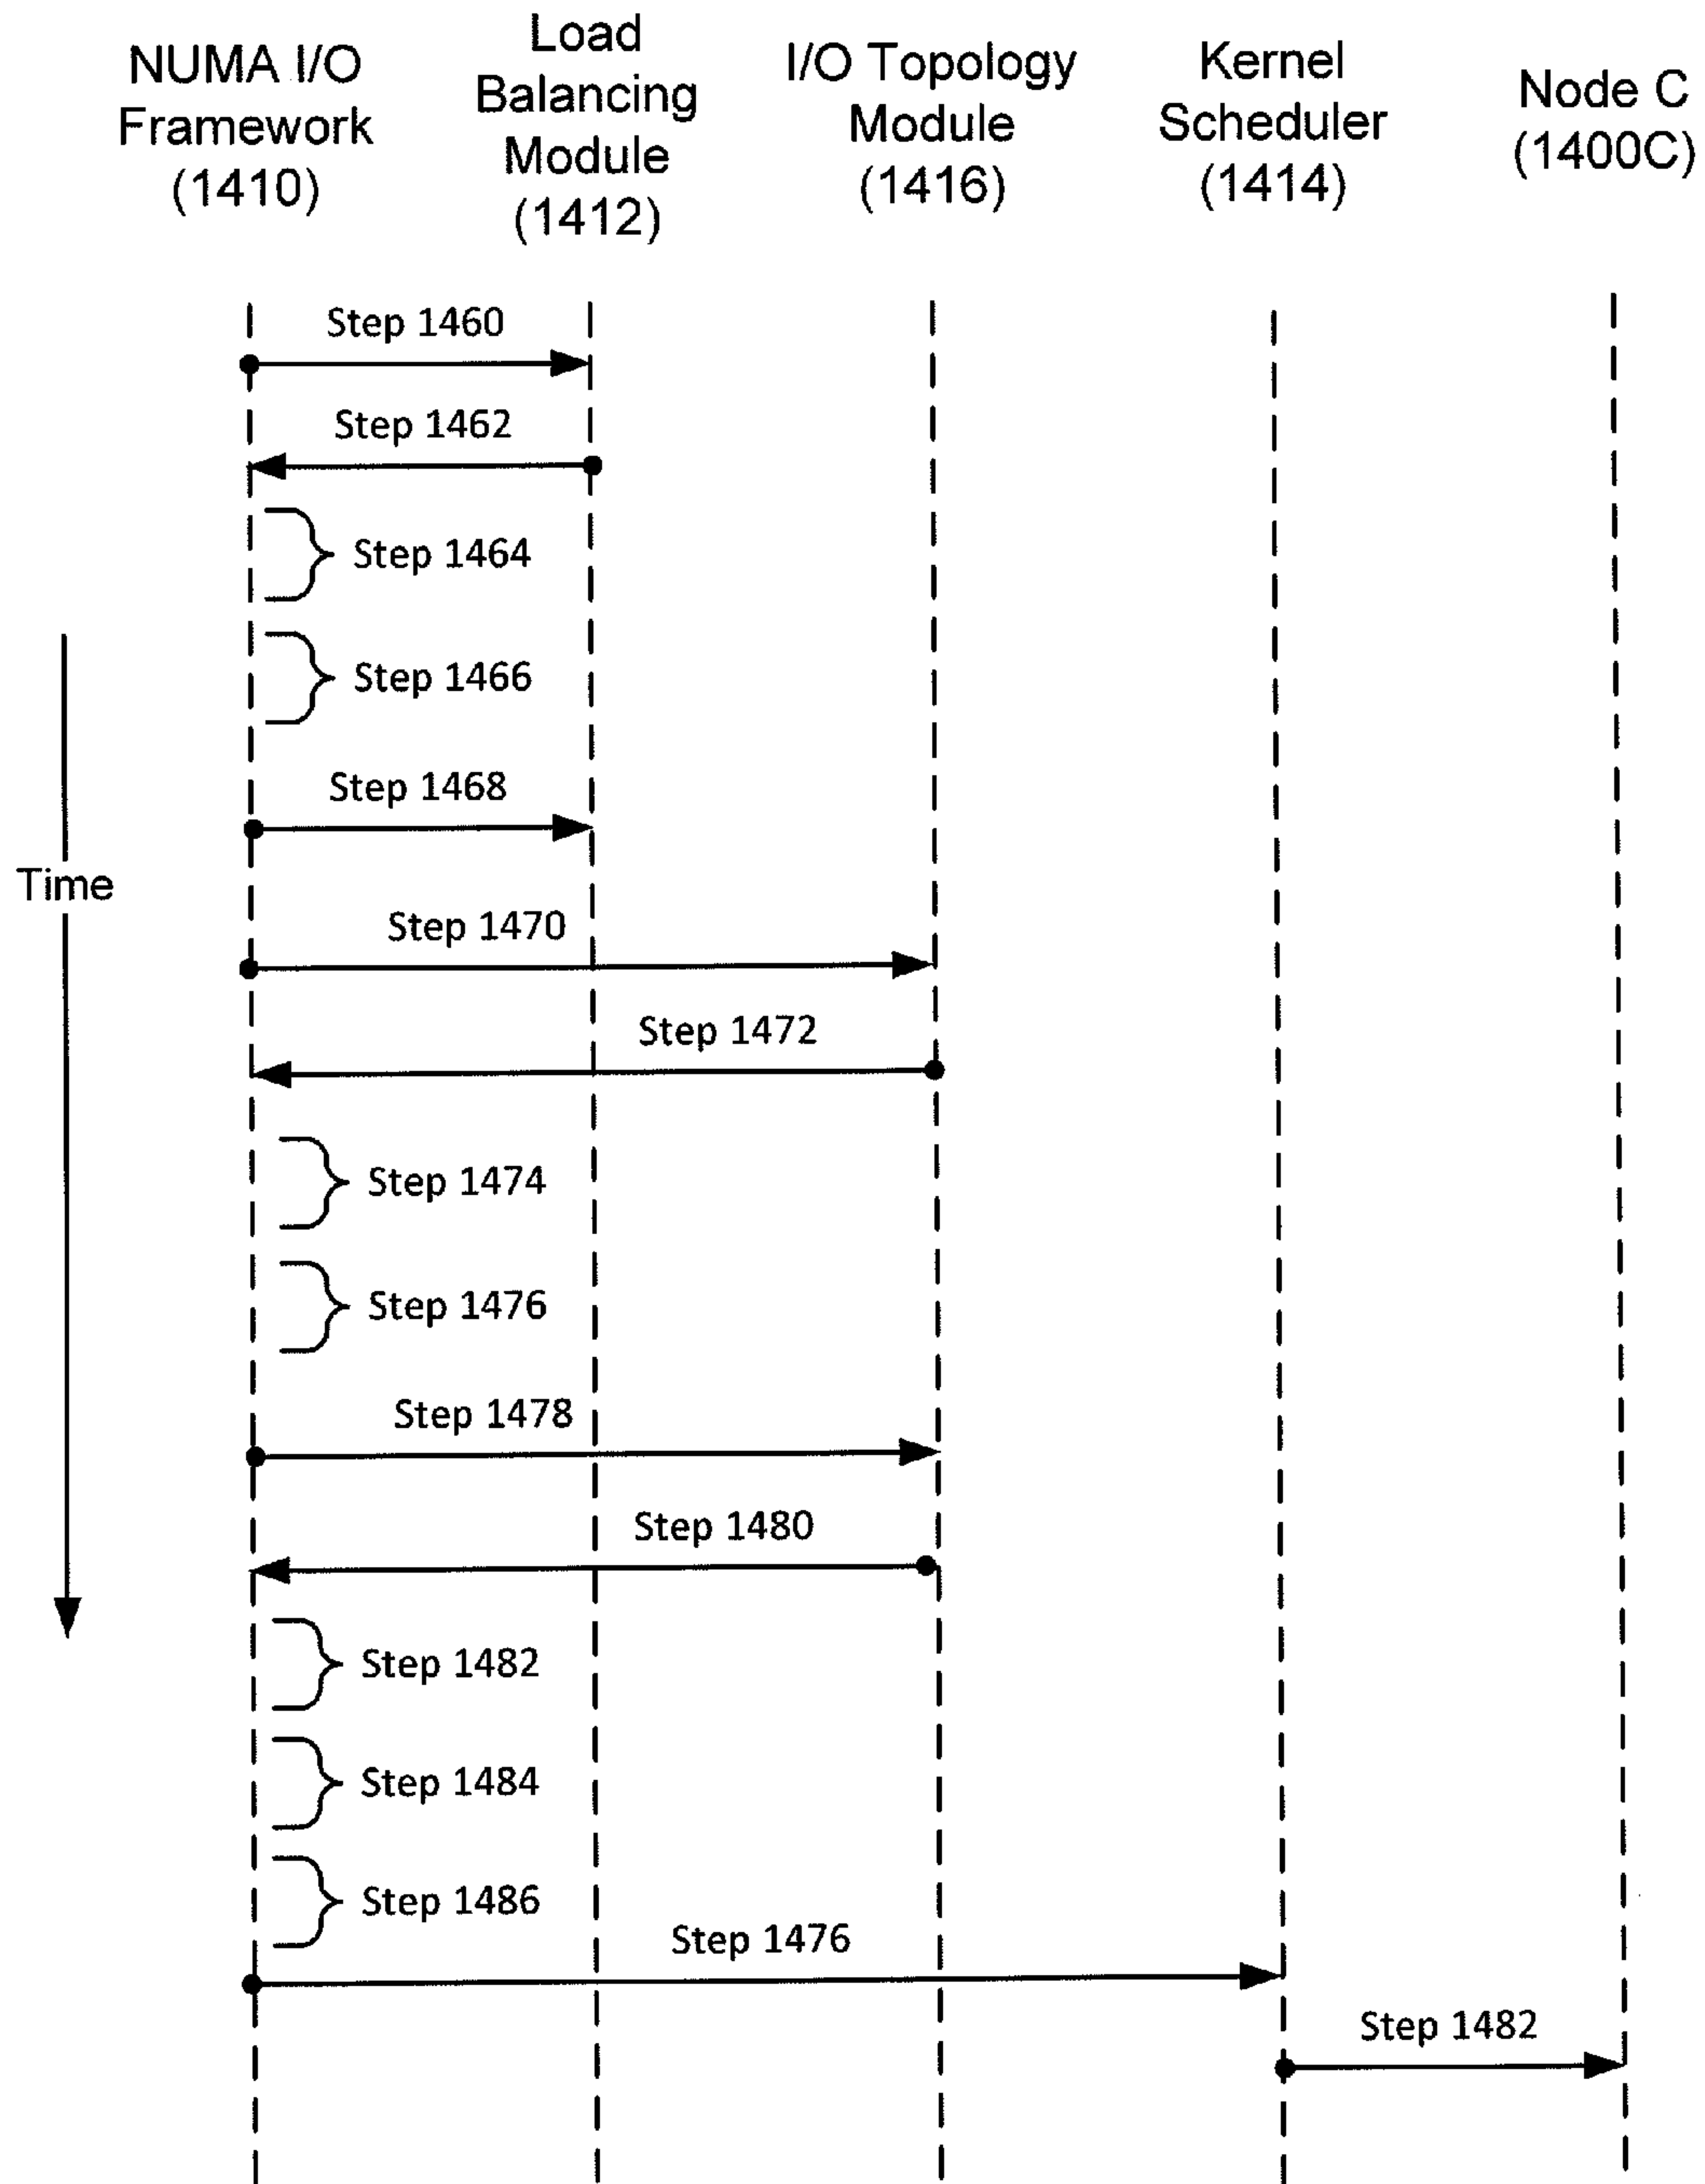 NUMA I/O
Framework
(1410)
Load
Balancing
Module
(1412)
I/O Topology
Module
(1416)
Kernel
Scheduler
(1414)
Node C
(1400C)
Step 1460
Step 1462
Step 1464
Step 1466
Step 1468
Time
Step 1470
Step 1472
Step 1474
Step 1476
Step 1478
Step 1480
Step 1482
Step 1484
Step 1486
Step 1476
Step 1482